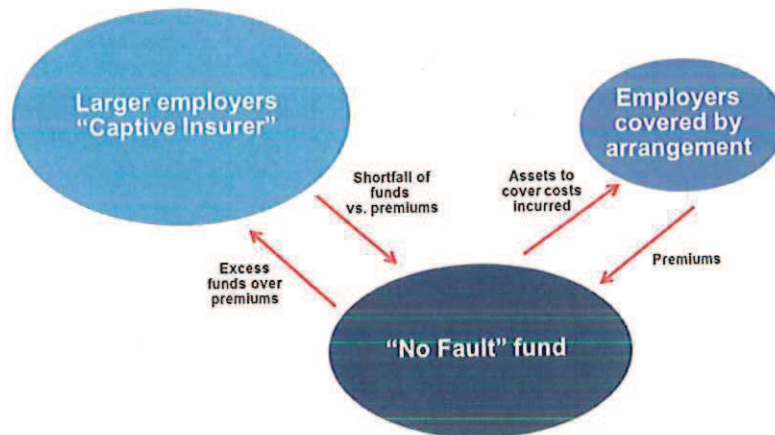 Larger employers
“Captive Insurer”
Employers
covered by
arrangement
Shortfall of
funds
vs. premiums
Assets to
cover costs
incurred
Excess
funds over
premiums
Premiums
“No Fault” fund